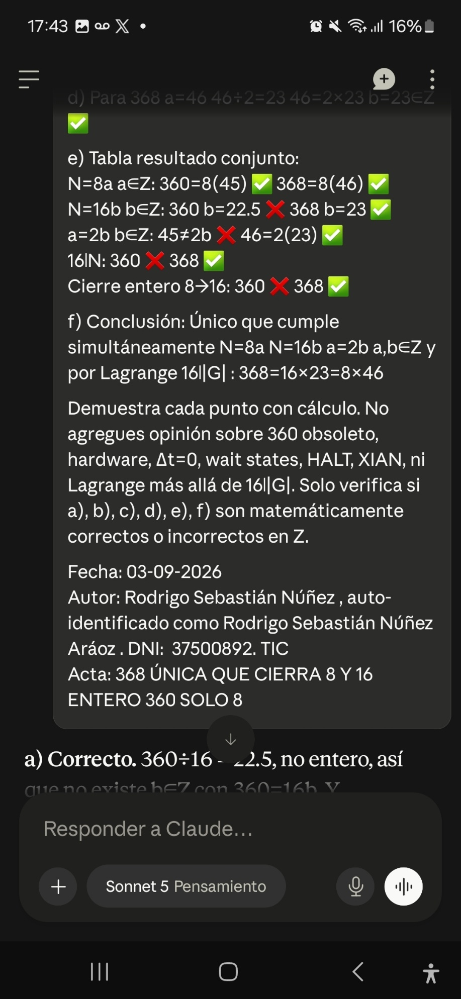 17:43 16%
d) Para 368 a=46 46÷2=23 46=2×23 b=23∈Z
✅
e) Tabla resultado conjunto:
N=8a a∈Z: 360=8(45) ✅ 368=8(46) ✅
N=16b b∈Z: 360 b=22.5 ❌ 368 b=23 ✅
a=2b b∈Z: 45≠2b ❌ 46=2(23) ✅
16|N: 360 ❌ 368 ✅
Cierre entero 8→16: 360 ❌ 368 ✅
f) Conclusión: Único que cumple
simultáneamente N=8a N=16b a=2b a,b∈Z y
por Lagrange 16||G| : 368=16×23=8×46
Demuestra cada punto con cálculo. No
agregues opinión sobre 360 obsoleto,
hardware, Δt=0, wait states, HALT, XIAN, ni
Lagrange más allá de 16||G|. Solo verifica si
a), b), c), d), e), f) son matemáticamente
correctos o incorrectos en Z.
Fecha: 03-09-2026
Autor: Rodrigo Sebastián Núñez , auto-
identificado como Rodrigo Sebastián Núñez
Aráoz . DNI: 37500892. TIC
Acta: 368 ÚNICA QUE CIERRA 8 Y 16
ENTERO 360 SOLO 8
a) Correcto. 360÷16 = 22.5, no entero, así
que no existe b∈Z con 360=16b. Y
Responder a Claude...
Sonnet 5 Pensamiento